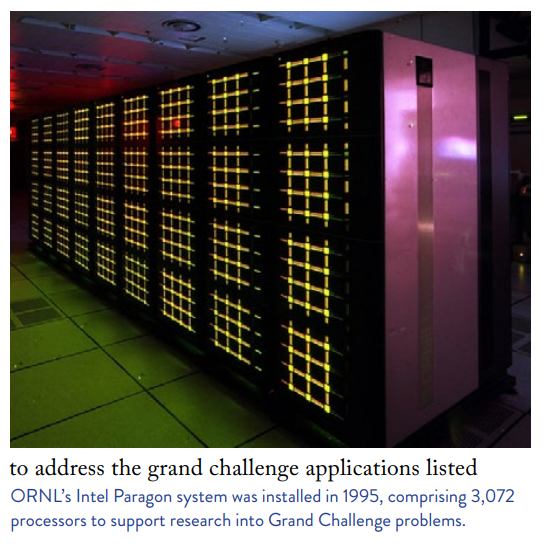 to address the grand challenge applications listed
ORNL's Intel Paragon system was installed in 1995, comprising 3,072
processors to support research into Grand Challenge problems.